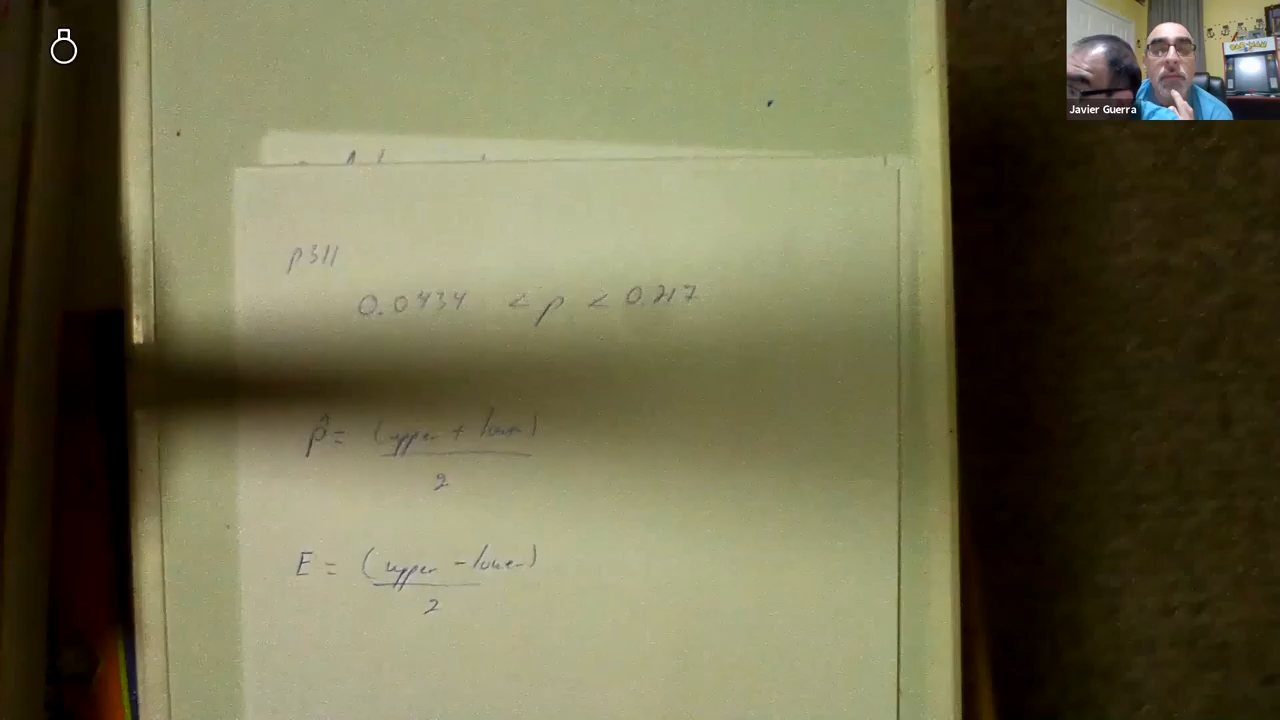 p311
0.0434 < p < 0.217
p̂ = (upper + lower)
2
E = (upper - lower)
2
Javier Guerra